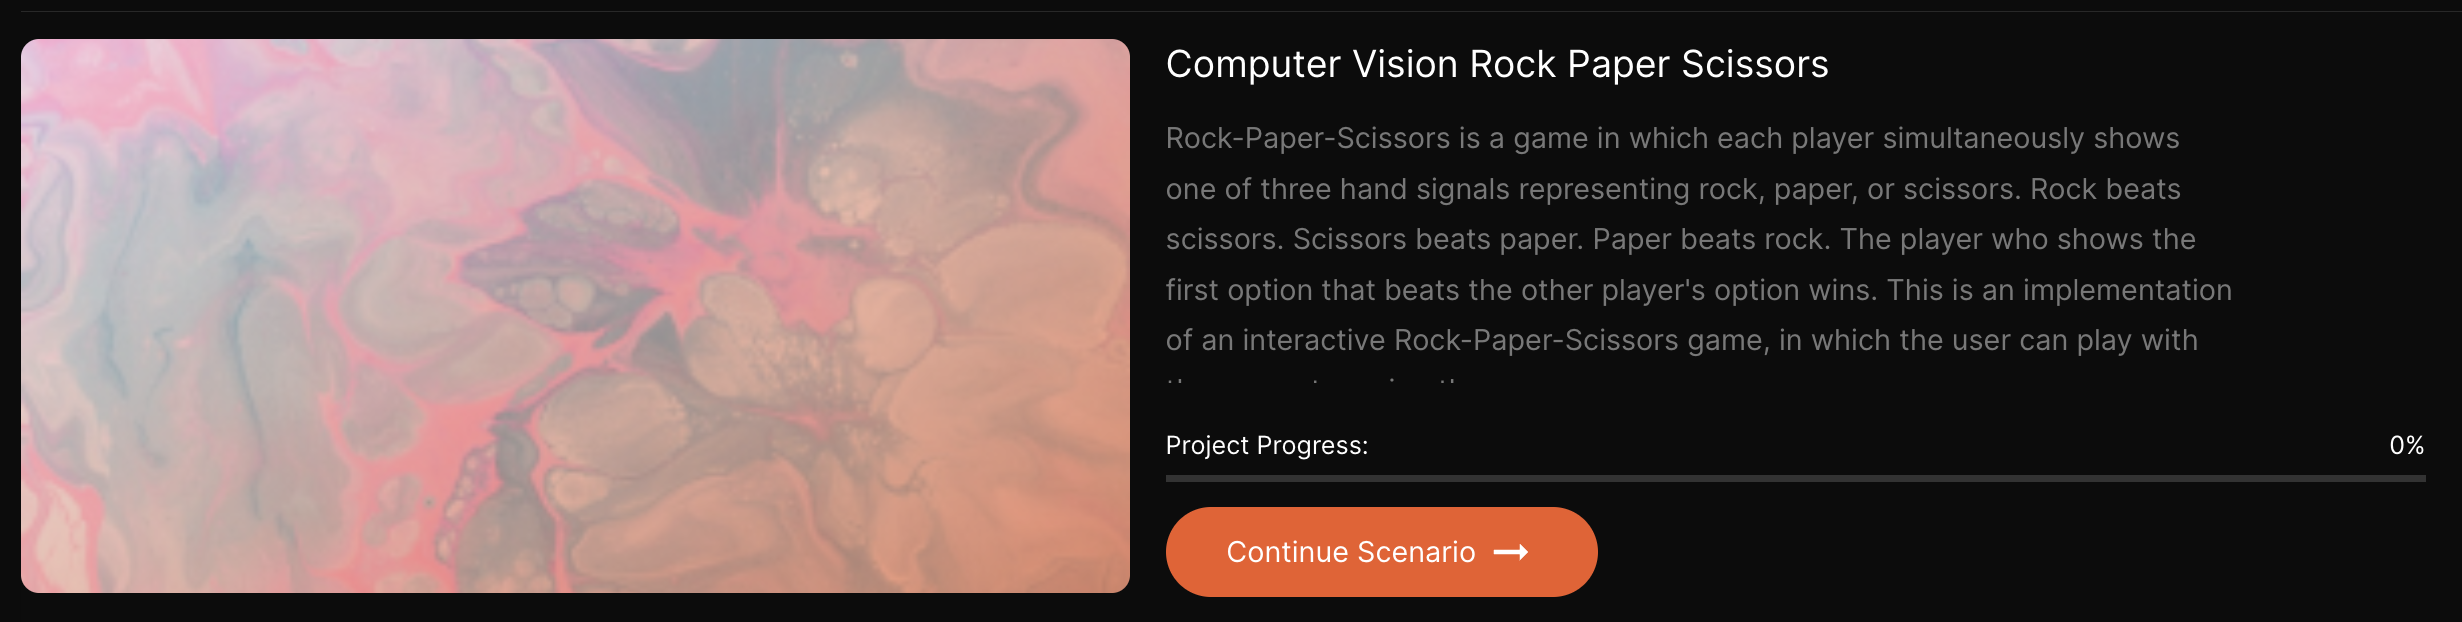 Computer Vision Rock Paper Scissors
Rock-Paper-Scissors is a game in which each player simultaneously shows
one of three hand signals representing rock, paper, or scissors. Rock beats
scissors. Scissors beats paper. Paper beats rock. The player who shows the
first option that beats the other player's option wins. This is an implementation
of an interactive Rock-Paper-Scissors game, in which the user can play with
Project Progress:
0%
Continue Scenario